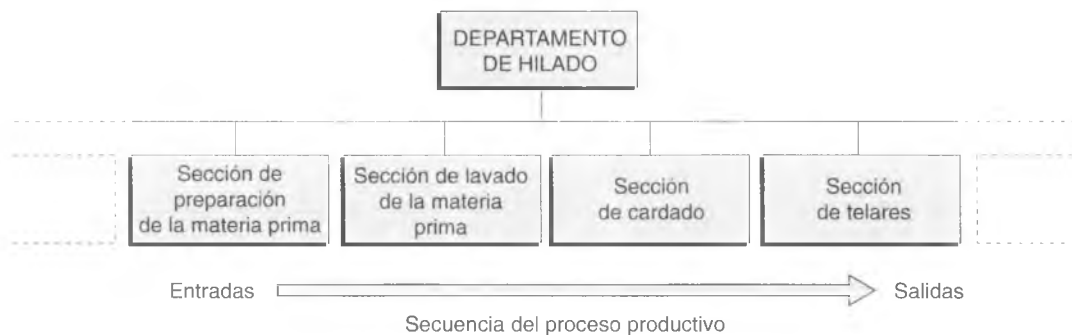 DEPARTAMENTO
DE HILADO
Sección de
preparación
de la materia prima
Sección de lavado
de la materia
prima
Sección
de cardado
Sección
de telares
Entradas
Salidas
Secuencia del proceso productivo